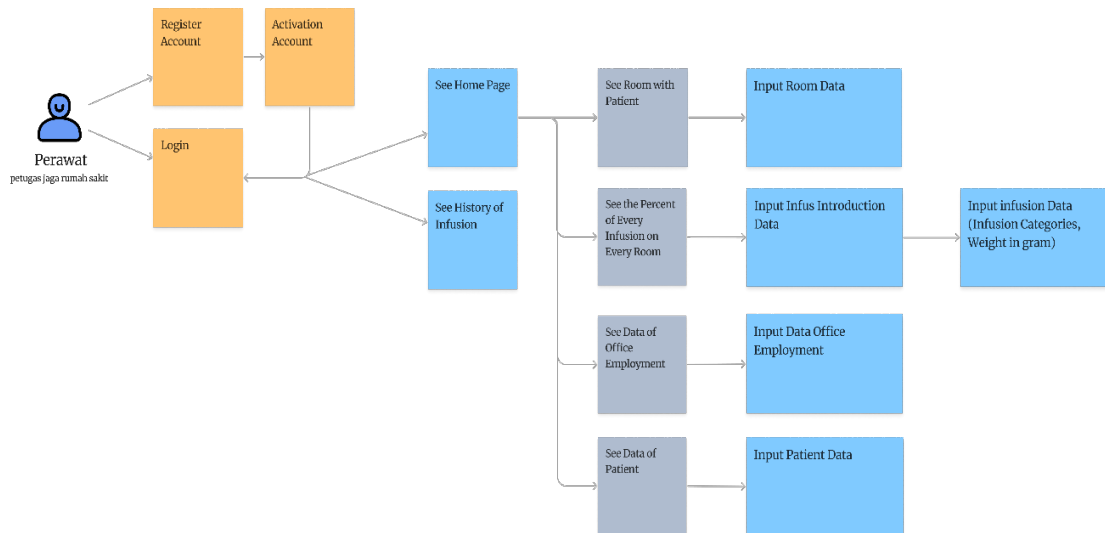 Register
Account
Activation
Account
Perawat
petugas jaga rumah sakit
Login
See Home Page
See History of
Infusion
See Room with
Patient
Input Room Data
See the Percent
of Every
Infusion on
Every Room
Input Infus Introduction
Data
Input infusion Data
(Infusion Categories,
Weight in gram)
See Data of
Office
Employment
Input Data Office
Employment
See Data of
Patient
Input Patient Data